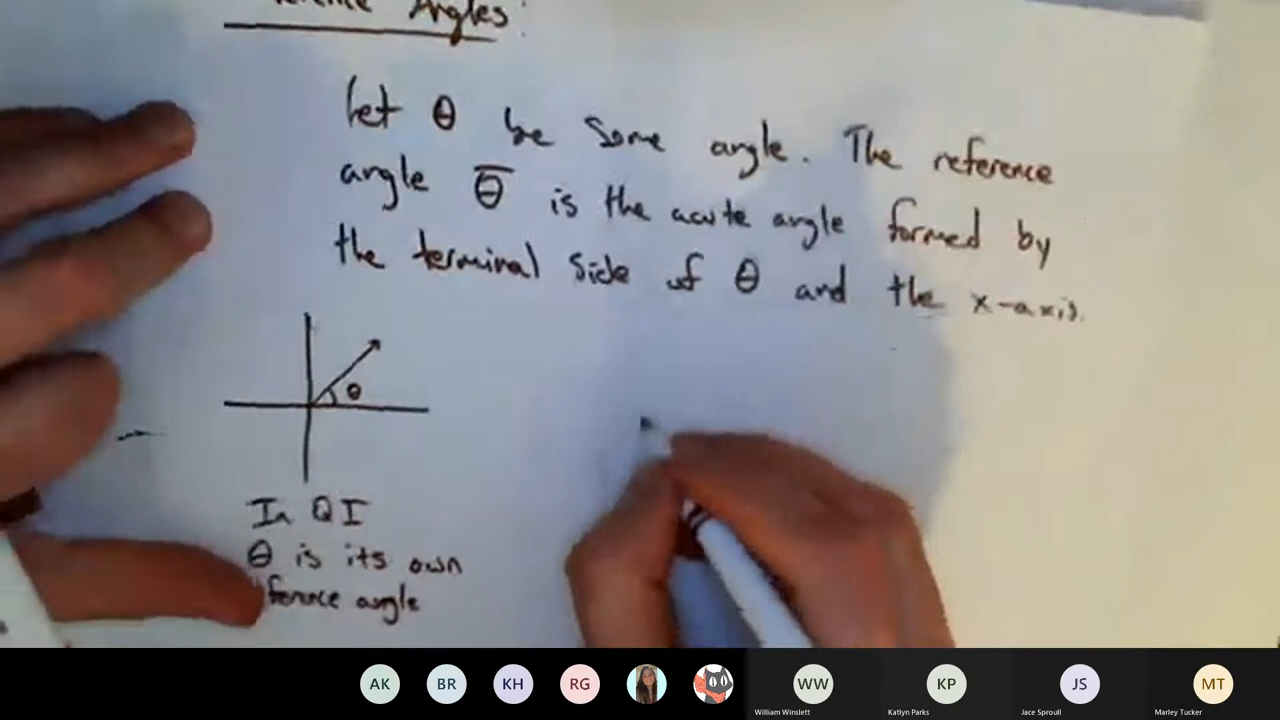 Angles:
Let θ be some angle. The reference
angle θ̅ is the acute angle formed by
the terminal side of θ and the x-axis.
θ
In QI
θ is its own
ference angle
AK BR KH RG WW KP JS MT
William Winslett Katlyn Parks Jace Sproull Marley Tucker